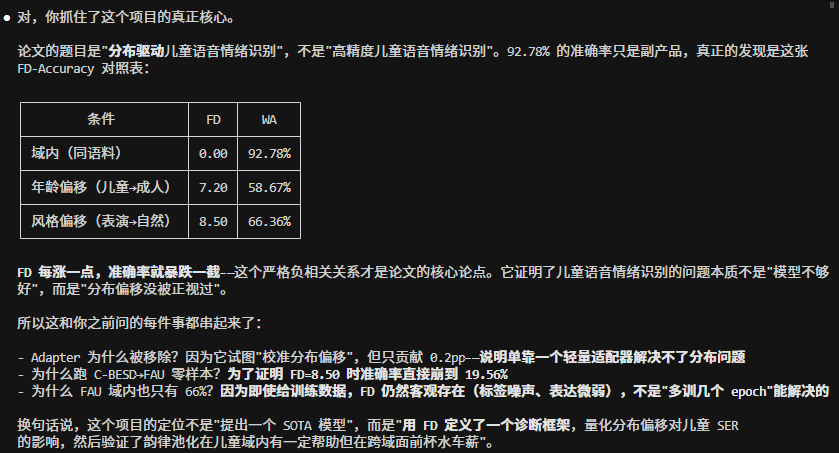 ● 对，你抓住了这个项目的真正核心。
论文的题目是"分布驱动儿童语音情绪识别"，不是"高精度儿童语音情绪识别"。92.78% 的准确率只是副产品，真正的发现是这张
FD-Accuracy 对照表：
条件 FD WA
域内（同语料） 0.00 92.78%
年龄偏移（儿童→成人） 7.20 58.67%
风格偏移（表演→自然） 8.50 66.36%
FD 每涨一点，准确率就暴跌一截——这个严格负相关关系才是论文的核心论点。它证明了儿童语音情绪识别的问题本质不是"模型不够
好"，而是"分布偏移没被正视过"。
所以这和你之前问的每件事都串起来了：
- Adapter 为什么被移除？因为它试图"校准分布偏移"，但只贡献 0.2pp——说明单靠一个轻量适配器解决不了分布问题
- 为什么跑 C-BESD→FAU 零样本？为了证明 FD=8.50 时准确率直接崩到 19.56%
- 为什么 FAU 域内也只有 66%？因为即使给训练数据，FD 仍然客观存在（标签噪声、表达微弱），不是"多训几个 epoch"能解决的
换句话说，这个项目的定位不是"提出一个 SOTA 模型"，而是"用 FD 定义了一个诊断框架，量化分布偏移对儿童 SER
的影响，然后验证了韵律池化在儿童域内有一定帮助但在跨域面前杯水车薪"。